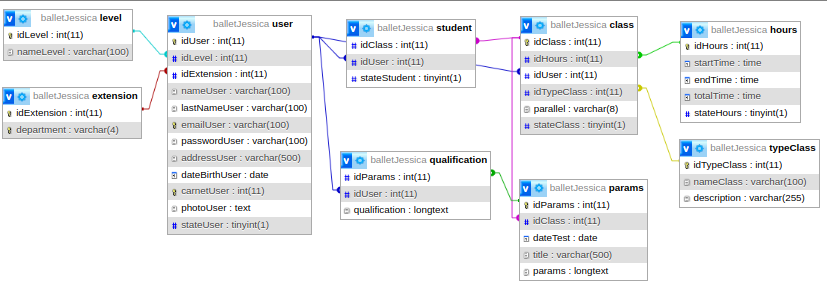 balletJessica level
idLevel : int(11)
nameLevel : varchar(100)
balletJessica extension
idExtension : int(11)
department : varchar(4)
balletJessica user
idUser : int(11)
idLevel : int(11)
idExtension : int(11)
nameUser : varchar(100)
lastNameUser : varchar(100)
emailUser : varchar(100)
passwordUser : varchar(100)
addressUser : varchar(500)
dateBirthUser : date
carnetUser : int(11)
photoUser : text
stateUser : tinyint(1)
balletJessica student
idClass : int(11)
idUser : int(11)
stateStudent : tinyint(1)
balletJessica qualification
idParams : int(11)
idUser : int(11)
qualification : longtext
balletJessica class
idClass : int(11)
idHours : int(11)
idUser : int(11)
idTypeClass : int(11)
parallel : varchar(8)
stateClass : tinyint(1)
balletJessica params
idParams : int(11)
idClass : int(11)
dateTest : date
title : varchar(500)
params : longtext
balletJessica hours
idHours : int(11)
startTime : time
endTime : time
totalTime : time
stateHours : tinyint(1)
balletJessica typeClass
idTypeClass : int(11)
nameClass : varchar(100)
description : varchar(255)